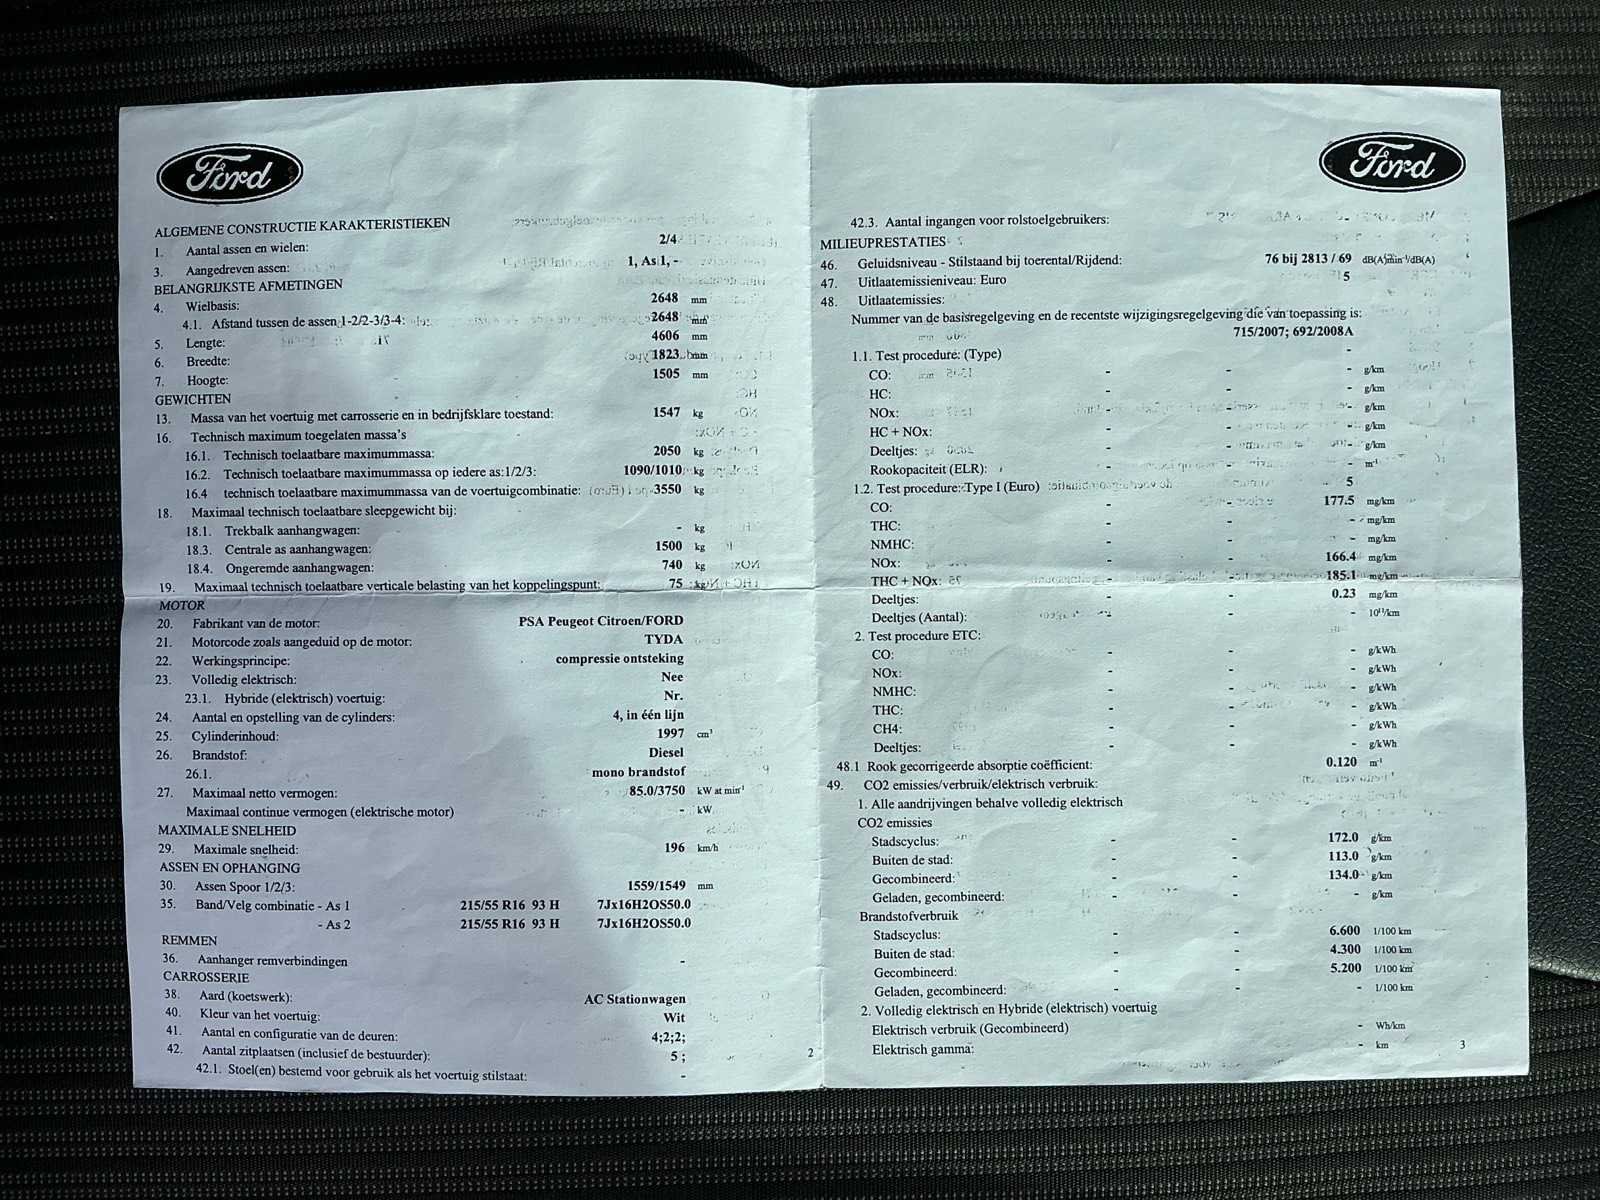 Ford
ALGEMENE CONSTRUCTIE KARAKTERISTIEKEN
1. Aantal assen en wielen: 2/4
3. Aangedreven assen: 1, As 1, -
BELANGRIJKSTE AFMETINGEN
4. Wielbasis: 2648 mm
4.1. Afstand tussen de assen 1-2/2-3/3-4: 2648 mm
5. Lengte: 4606 mm
6. Breedte: 1823 mm
7. Hoogte: 1505 mm
GEWICHTEN
13. Massa van het voertuig met carrosserie en in bedrijfsklare toestand: 1547 kg
16. Technisch maximum toegelaten massa's
16.1. Technisch toelaatbare maximummassa: 2050 kg
16.2. Technisch toelaatbare maximummassa op iedere as:1/2/3: 1090/1010 kg
16.4 technisch toelaatbare maximummassa van de voertuigcombinatie: 3550 kg
18. Maximaal technisch toelaatbare sleepgewicht bij:
18.1. Trekbalk aanhangwagen: - kg
18.3. Centrale as aanhangwagen: 1500 kg
18.4. Ongeremde aanhangwagen: 740 kg
19. Maximaal technisch toelaatbare verticale belasting van het koppelingspunt: 75 kg
MOTOR
20. Fabrikant van de motor: PSA Peugeot Citroen/FORD
21. Motorcode zoals aangeduid op de motor: TYDA
22. Werkingsprincipe: compressie ontsteking
23. Volledig elektrisch: Nee
23.1. Hybride (elektrisch) voertuig: Nr.
24. Aantal en opstelling van de cylinders: 4, in één lijn
25. Cylinderinhoud: 1997 cm³
26. Brandstof: Diesel
26.1. mono brandstof
27. Maximaal netto vermogen: 85.0/3750 kW at min⁻¹
Maximaal continue vermogen (elektrische motor) - kW
MAXIMALE SNELHEID
29. Maximale snelheid: 196 km/h
ASSEN EN OPHANGING
30. Assen Spoor 1/2/3: 1559/1549 mm
35. Band/Velg combinatie - As 1 215/55 R16 93 H 7Jx16H2OS50.0
- As 2 215/55 R16 93 H 7Jx16H2OS50.0
REMMEN
36. Aanhanger remverbindingen -
CARROSSERIE
38. Aard (koetswerk): AC Stationwagen
40. Kleur van het voertuig: Wit
41. Aantal en configuratie van de deuren: 4;2;2;
42. Aantal zitplaatsen (inclusief de bestuurder): 5 ;
42.1. Stoel(en) bestemd voor gebruik als het voertuig stilstaat: -
2
Ford
42.3. Aantal ingangen voor rolstoelgebruikers:
MILIEUPRESTATIES
46. Geluidsniveau - Stilstaand bij toerental/Rijdend: 76 bij 2813 / 69 dB(A)min⁻¹/dB(A)
47. Uitlaatemissieniveau: Euro 5
48. Uitlaatemissies:
Nummer van de basisregelgeving en de recentste wijzigingsregelgeving die van toepassing is:
715/2007; 692/2008A
1.1. Test procedure: (Type) -
CO: - - - g/km
HC: - - - g/km
NOx: - - - g/km
HC + NOx: - - - g/km
Deeltjes: - - - g/km
Rookopaciteit (ELR): - - - m⁻¹
1.2. Test procedure: Type I (Euro) 5
CO: - - 177.5 mg/km
THC: - - - mg/km
NMHC: - - - mg/km
NOx: - - 166.4 mg/km
THC + NOx: - - 185.1 mg/km
Deeltjes: - - 0.23 mg/km
Deeltjes (Aantal): - - - 10¹¹/km
2. Test procedure ETC:
CO: - - - g/kWh
NOx: - - - g/kWh
NMHC: - - - g/kWh
THC: - - - g/kWh
CH4: - - - g/kWh
Deeltjes: - - - g/kWh
48.1 Rook gecorrigeerde absorptie coëfficient: - 0.120 m⁻¹
49. CO2 emissies/verbruik/elektrisch verbruik:
1. Alle aandrijvingen behalve volledig elektrisch
CO2 emissies
Stadscyclus: - - 172.0 g/km
Buiten de stad: - - 113.0 g/km
Gecombineerd: - - 134.0 g/km
Geladen, gecombineerd: - - - g/km
Brandstofverbruik
Stadscyclus: - - 6.600 1/100 km
Buiten de stad: - - 4.300 1/100 km
Gecombineerd: - - 5.200 1/100 km
Geladen, gecombineerd: - - - 1/100 km
2. Volledig elektrisch en Hybride (elektrisch) voertuig
Elektrisch verbruik (Gecombineerd) - Wh/km
Elektrisch gamma: - km
3